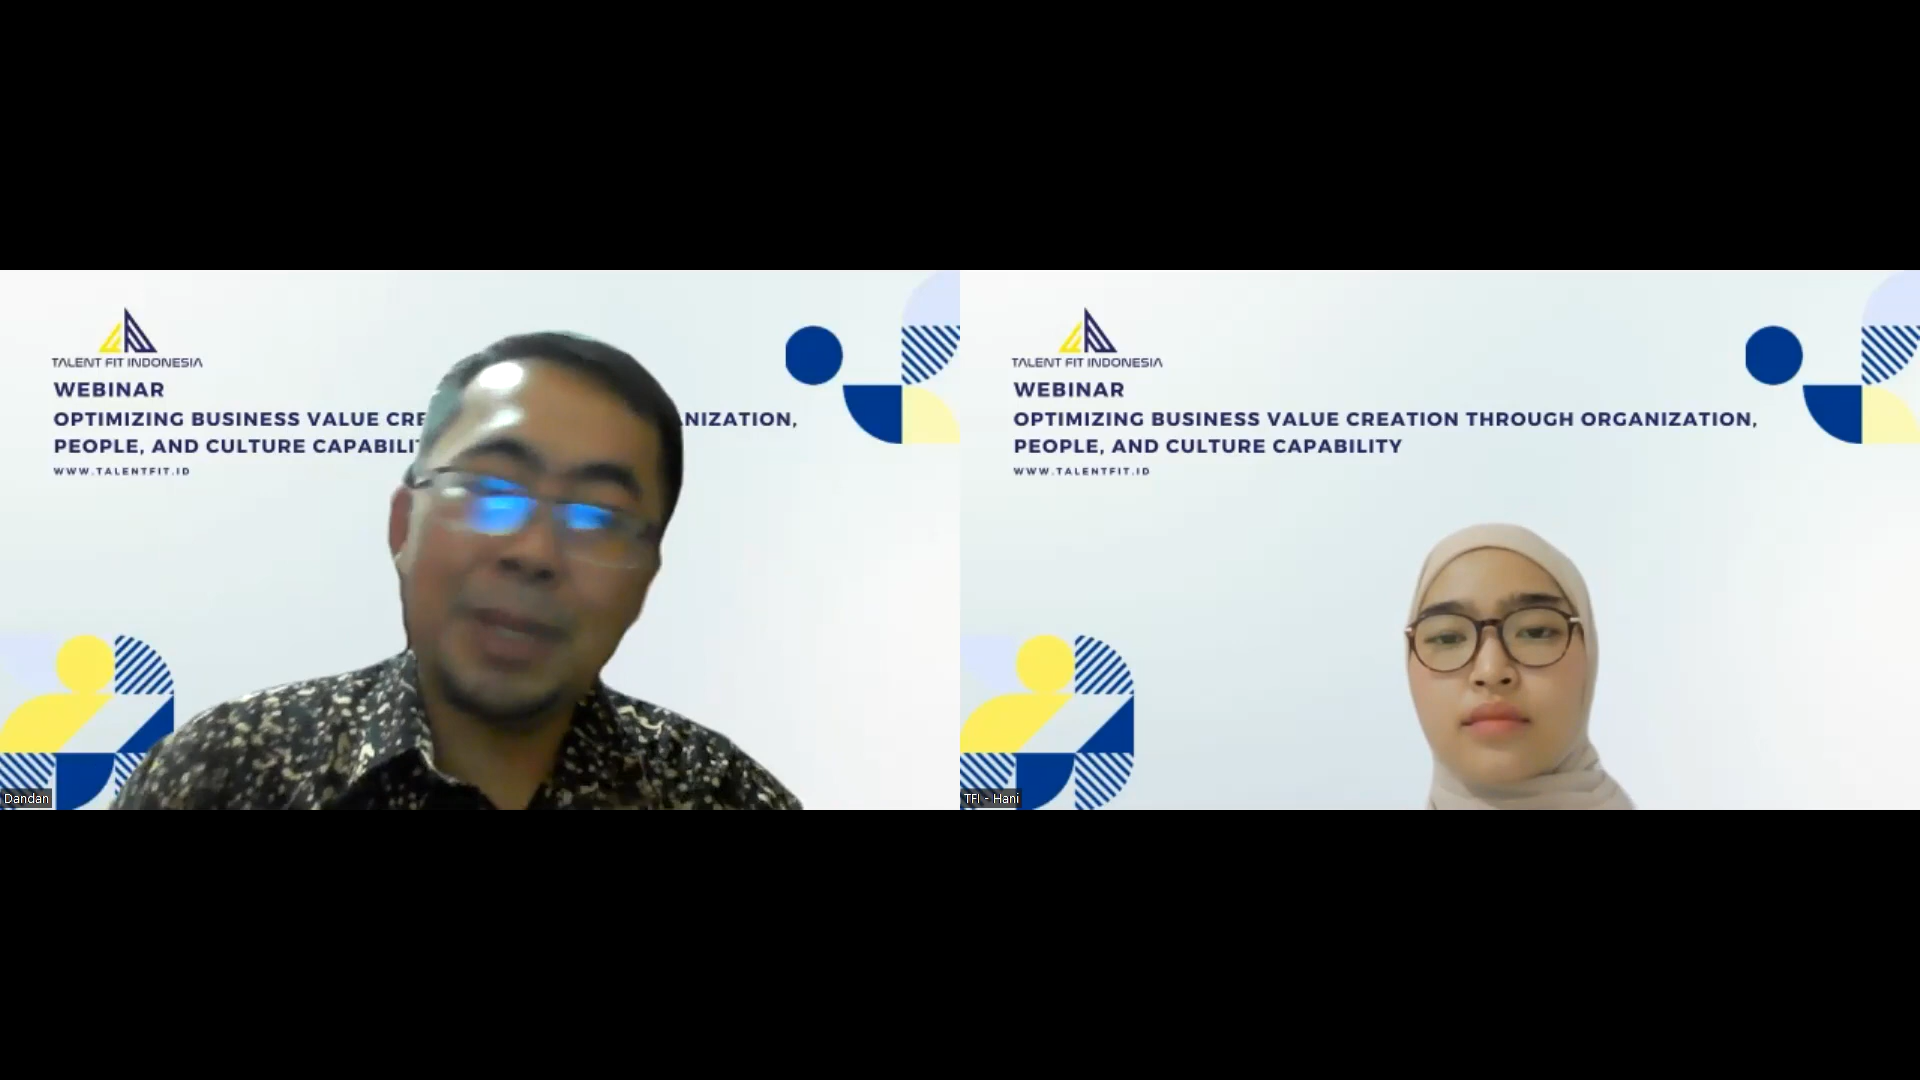 TALENT FIT INDONESIA
WEBINAR
OPTIMIZING BUSINESS VALUE CRE NIZATION,
PEOPLE, AND CULTURE CAPABILIT
WWW.TALENTFIT.ID
Dandan
TALENT FIT INDONESIA
WEBINAR
OPTIMIZING BUSINESS VALUE CREATION THROUGH ORGANIZATION,
PEOPLE, AND CULTURE CAPABILITY
WWW.TALENTFIT.ID
TFI - Hani